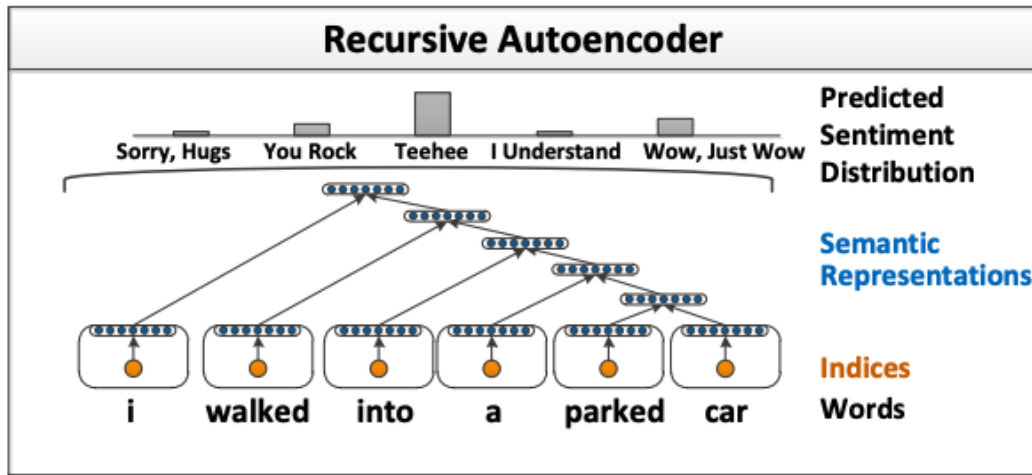 Recursive Autoencoder
Predicted
Sentiment
Distribution
Sorry, Hugs You Rock Teehee I Understand Wow, Just Wow
Semantic
Representations
Indices
i walked into a parked car
Words